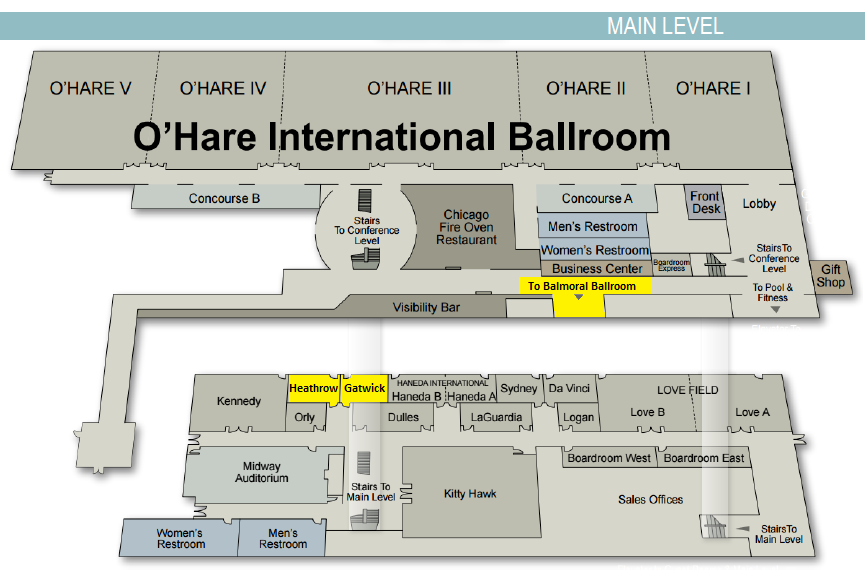 MAIN LEVEL
O'HARE V
O'HARE IV
O'HARE III
O'HARE II
O'HARE I
O'Hare International Ballroom
Concourse B
Stairs
To Conference
Level
Chicago
Fire Oven
Restaurant
Concourse A
Men's Restroom
Women's Restroom
Business Center
Boardroom
Express
Front
Desk
Lobby
StairsTo
Conference
Level
To Pool &
Fitness
Gift
Shop
To Balmoral Ballroom
Visibility Bar
Kennedy
Heathrow
Gatwick
HANEDA INTERNATIONAL
Haneda B
Haneda A
Sydney
Da Vinci
LOVE FIELD
Love B
Love A
Orly
Dulles
LaGuardia
Logan
Midway
Auditorium
Stairs To
Main Level
Kitty Hawk
Boardroom West
Boardroom East
Sales Offices
Women's
Restroom
Men's
Restroom
StairsTo
Main Level